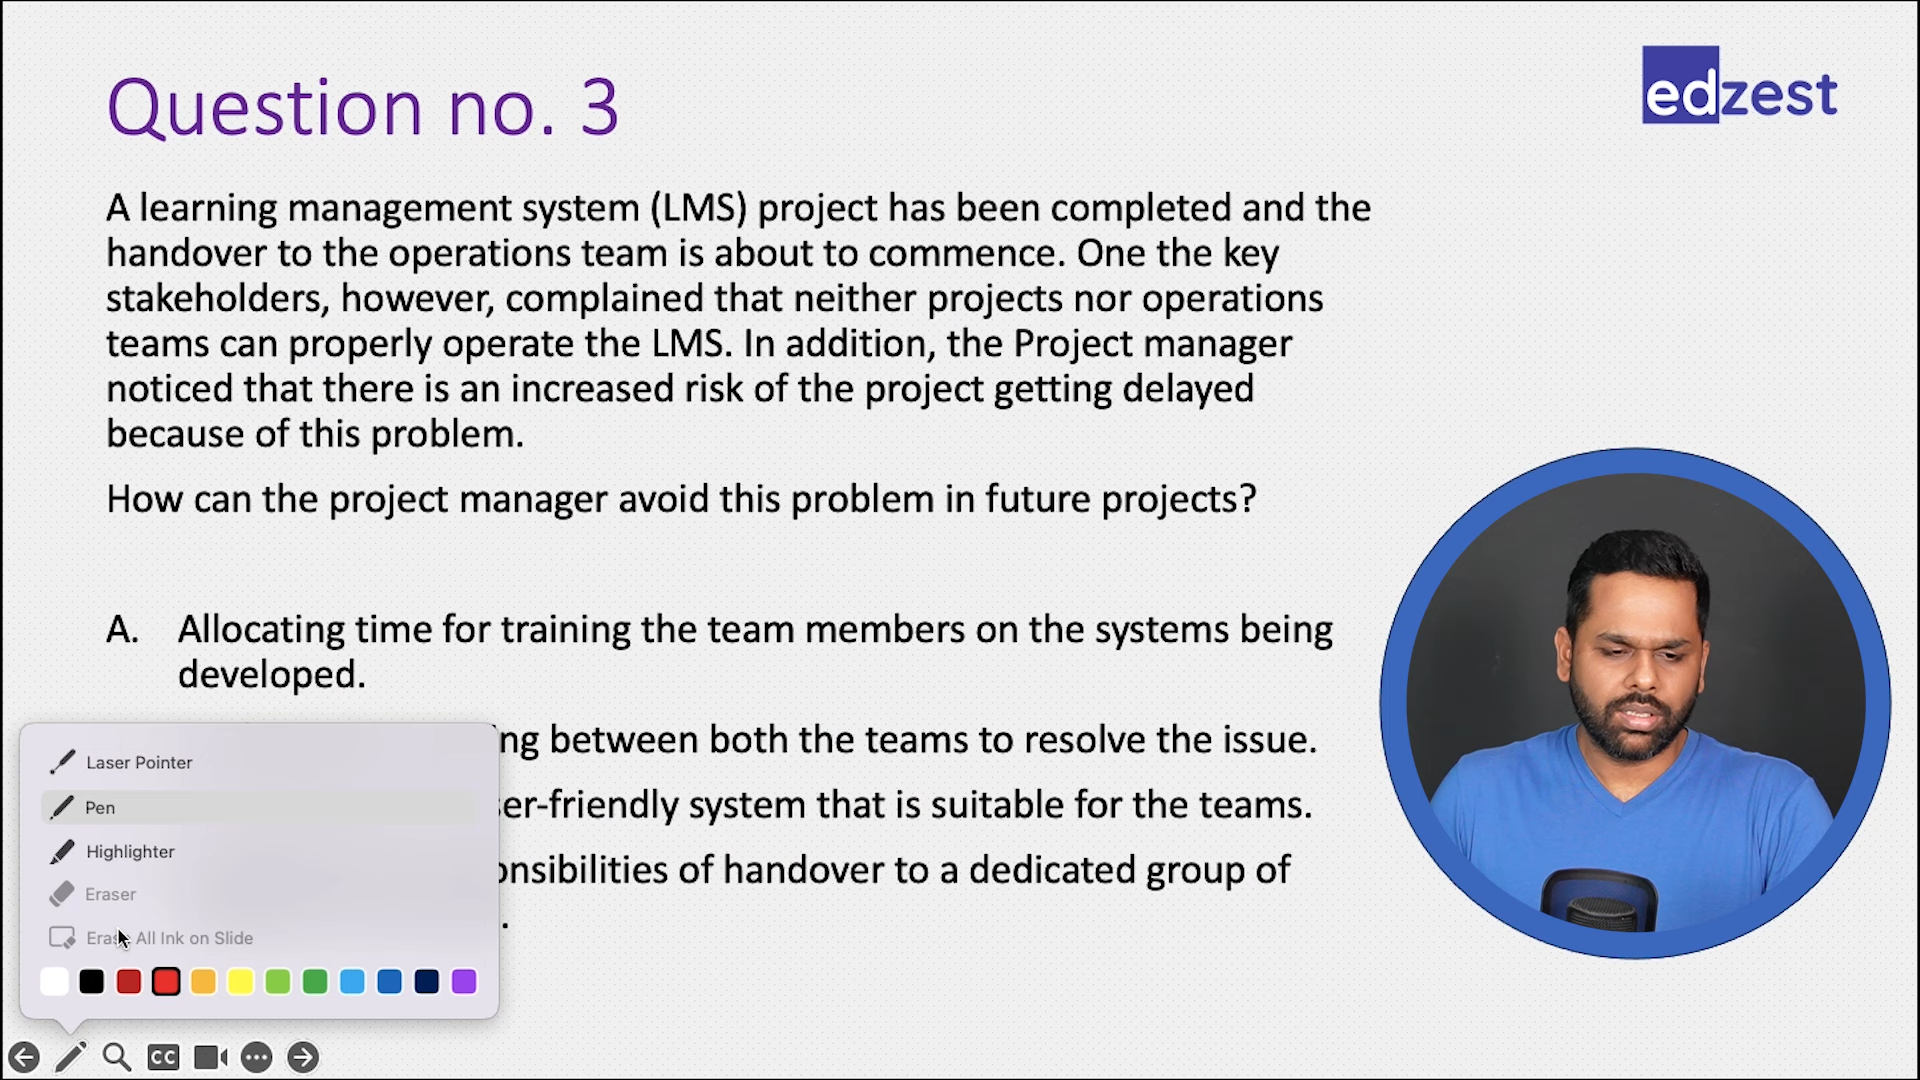 Question no. 3
edzest
A learning management system (LMS) project has been completed and the
handover to the operations team is about to commence. One the key
stakeholders, however, complained that neither projects nor operations
teams can properly operate the LMS. In addition, the Project manager
noticed that there is an increased risk of the project getting delayed
because of this problem.
How can the project manager avoid this problem in future projects?
A. Allocating time for training the team members on the systems being
developed.
between both the teams to resolve the issue.
friendly system that is suitable for the teams.
of handover to a dedicated group of
Laser Pointer
Pen
Highlighter
Eraser
Erase All Ink on Slide
CC